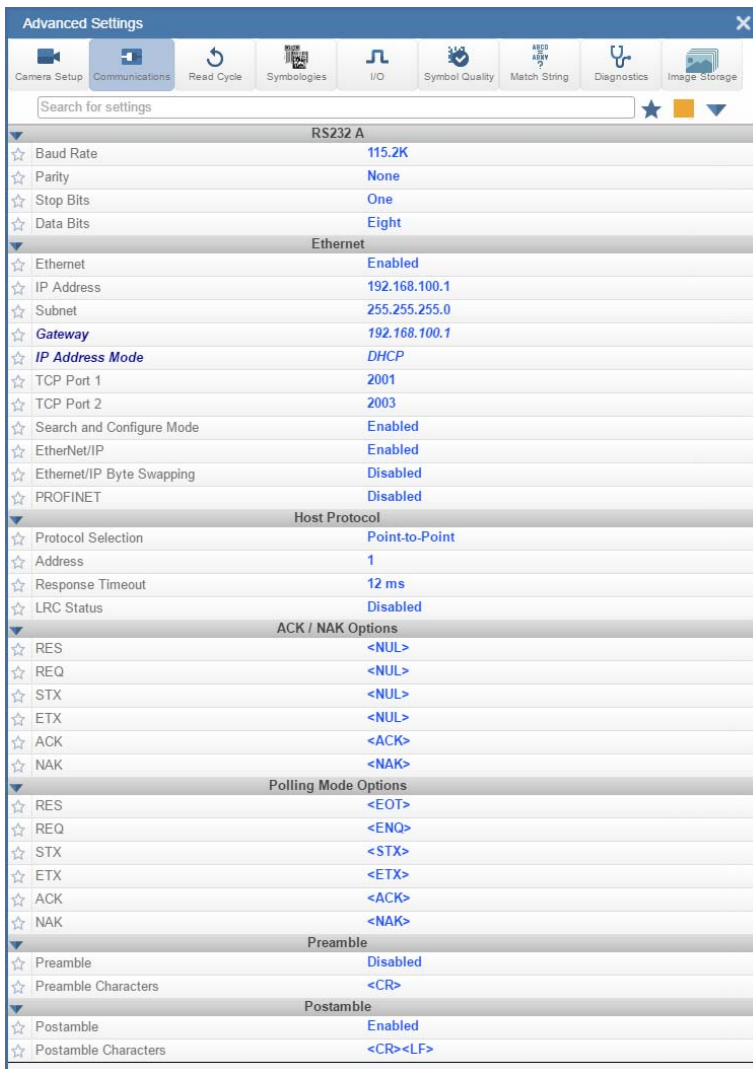 Advanced Settings
Camera Setup Communications Read Cycle Symbologies I/O Symbol Quality Match String Diagnostics Image Storage
Search for settings
RS232 A
Baud Rate 115.2K
Parity None
Stop Bits One
Data Bits Eight
Ethernet
Ethernet Enabled
IP Address 192.168.100.1
Subnet 255.255.255.0
Gateway 192.168.100.1
IP Address Mode DHCP
TCP Port 1 2001
TCP Port 2 2003
Search and Configure Mode Enabled
EtherNet/IP Enabled
Ethernet/IP Byte Swapping Disabled
PROFINET Disabled
Host Protocol
Protocol Selection Point-to-Point
Address 1
Response Timeout 12 ms
LRC Status Disabled
ACK / NAK Options
RES <NUL>
REQ <NUL>
STX <NUL>
ETX <NUL>
ACK <ACK>
NAK <NAK>
Polling Mode Options
RES <EOT>
REQ <ENQ>
STX <STX>
ETX <ETX>
ACK <ACK>
NAK <NAK>
Preamble
Preamble Disabled
Preamble Characters <CR>
Postamble
Postamble Enabled
Postamble Characters <CR><LF>